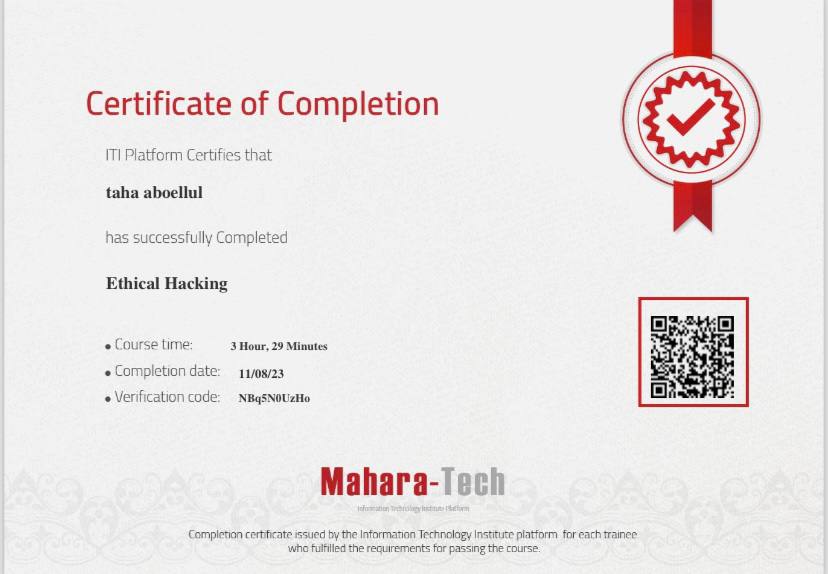 Certificate of Completion
ITI Platform Certifies that
taha aboellul
has successfully Completed
Ethical Hacking
Course time: 3 Hour, 29 Minutes
Completion date: 11/08/23
Verification code: NBq5N0UzHo
Mahara-Tech
Information Technology Institute Platform
Completion certificate issued by the Information Technology Institute platform for each trainee
who fulfilled the requirements for passing the course.